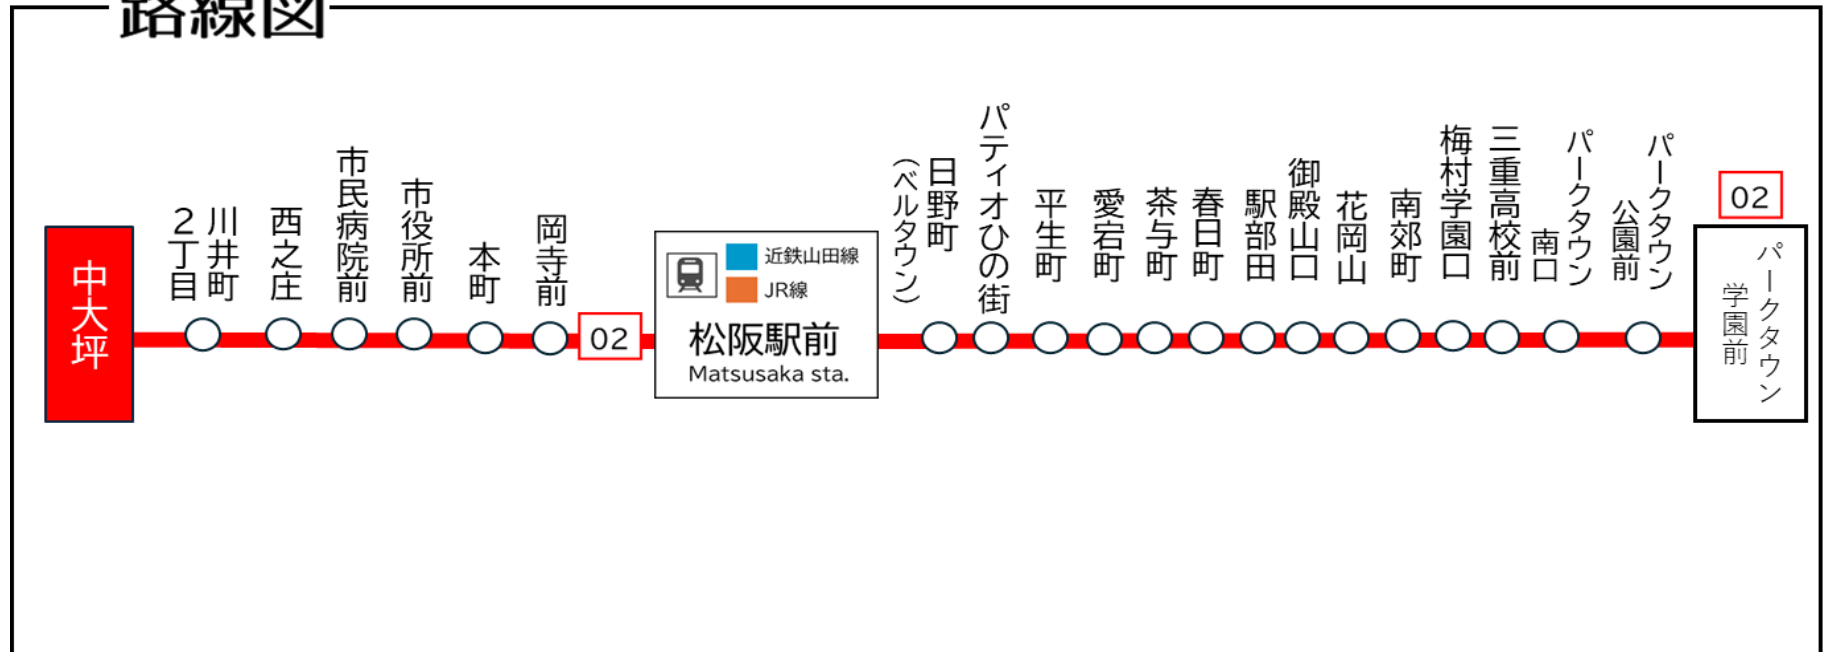 路線図
中大坪
川井町
２丁目
西之庄
市民病院前
市役所前
本町
岡寺前
02
近鉄山田線
JR線
松阪駅前
Matsusaka sta.
日野町
（ベルタウン）
パティオひの街
平生町
愛宕町
茶与町
春日町
駅部田
御殿山口
花岡山
南郊町
梅村学園口
三重高校前
パークタウン
南口
パークタウン
公園前
02
パークタウン
学園前